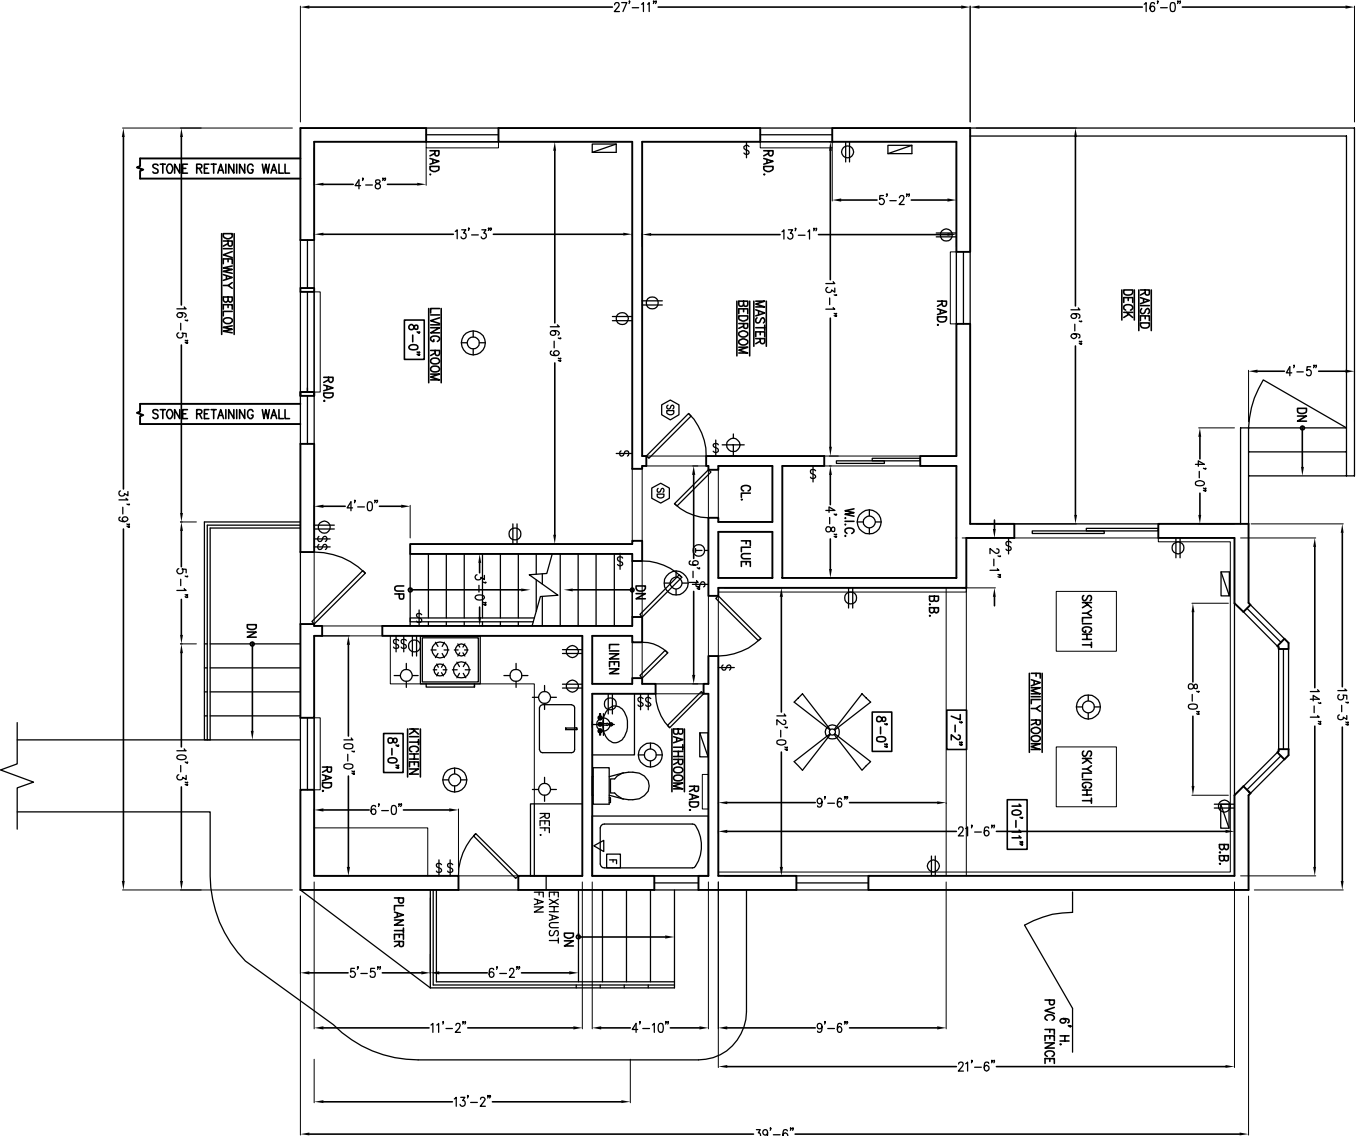 27'-11"
16'-0"
STONE RETAINING WALL
RAD.
4'-8"
RAD.
5'-2"
13'-3"
13'-1"
DRIVEWAY BELOW
16'-5"
LIVING ROOM
8'-0"
16'-9"
MASTER
BEDROOM
13'-1"
RAD.
16'-6"
RAISED
DECK
4'-5"
RAD.
DN
STONE RETAINING WALL
SD
31'-9"
SD
CL.
W.I.C.
4'-8"
4'-0"
4'-0"
$$
FLUE
2'-1"
5'-1"
3'-0"
9'-
UP
DN
B.B.
SKYLIGHT
DN
LINEN
8'-0"
14'-1"
15'-3"
FAMILY ROOM
10'-3"
10'-0"
KITCHEN
8'-0"
BATHROOM
12'-0"
8'-0"
7'-2"
SKYLIGHT
RAD.
RAD.
6'-0"
REF.
9'-6"
10'-11"
21'-6"
F
B.B.
PLANTER
EXHAUST
FAN
DN
5'-5"
6'-2"
6' H.
PVC FENCE
11'-2"
4'-10"
9'-6"
21'-6"
13'-2"
39'-6"